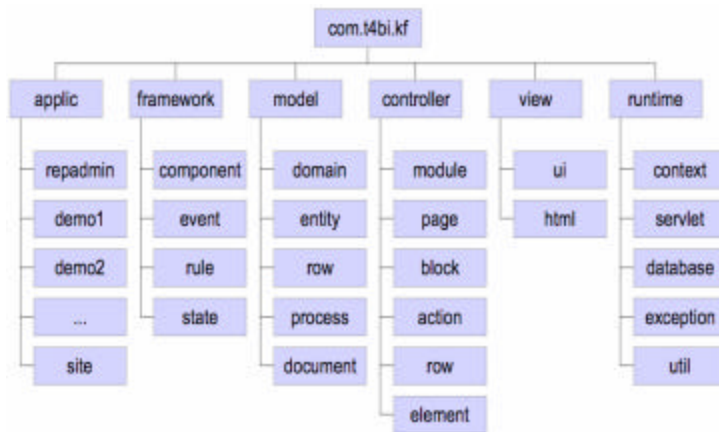 com.t4bi.kf
applic framework model controller view runtime
repadmin component domain module ui context
demo1 event entity page html servlet
demo2 rule row block database
... state process action exception
site document row util
element